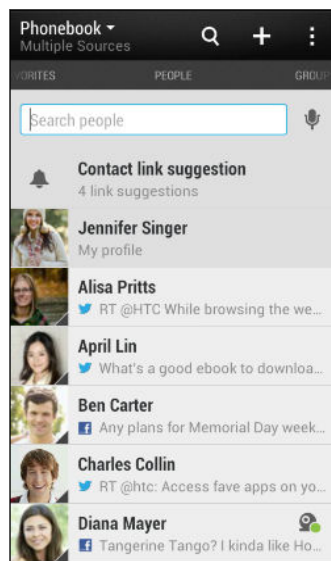 Phonebook
Multiple Sources
ORITES PEOPLE GROUP
Search people
Contact link suggestion
4 link suggestions
Jennifer Singer
My profile
Alisa Pritts
RT @HTC While browsing the we...
April Lin
What's a good ebook to downloa...
Ben Carter
Any plans for Memorial Day week...
Charles Collin
RT @htc: Access fave apps on yo...
Diana Mayer
Tangerine Tango? I kinda like Ho...